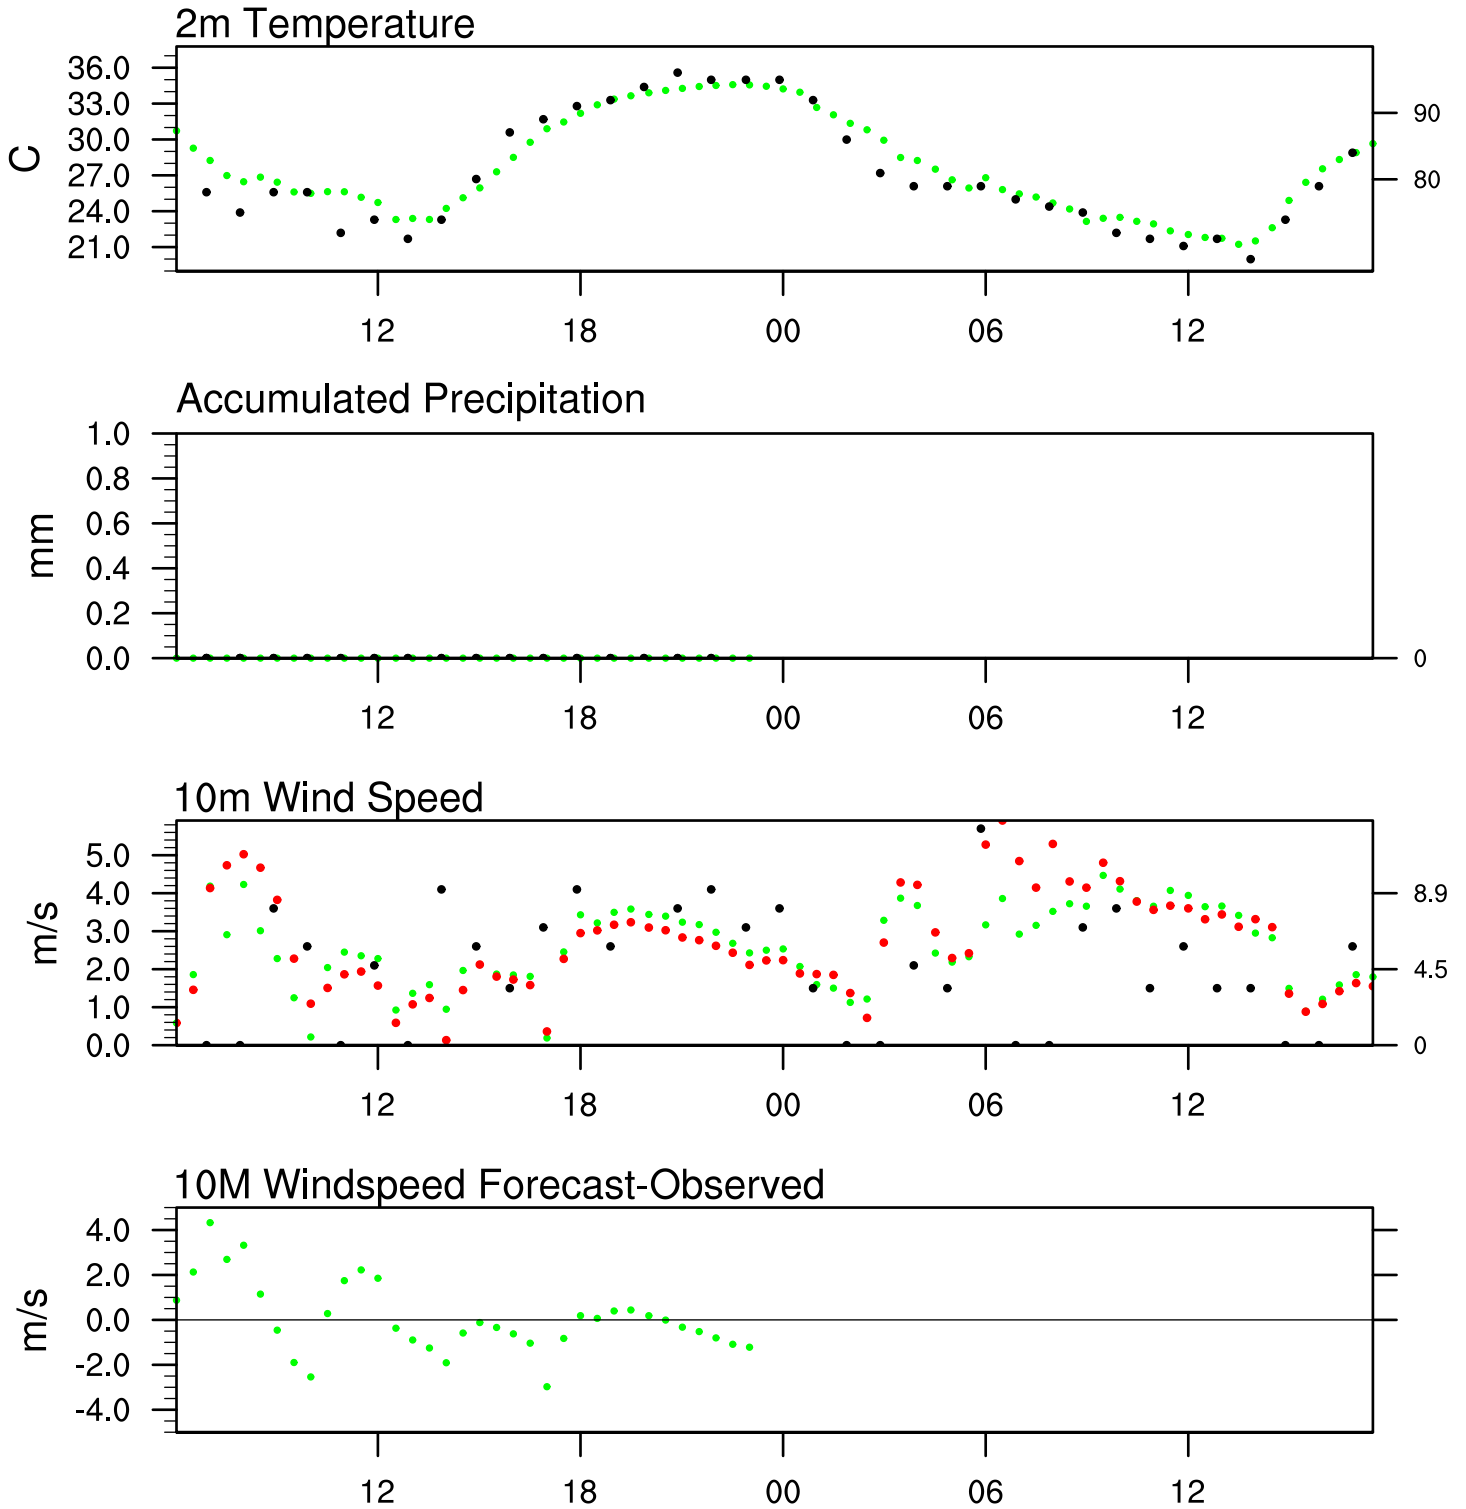 2m Temperature
36.0
33.0
30.0
27.0
24.0
21.0
C
90
80
12 18 00 06 12
Accumulated Precipitation
1.0
0.8
0.6
0.4
0.2
0.0
mm
0
12 18 00 06 12
10m Wind Speed
5.0
4.0
3.0
2.0
1.0
0.0
m/s
8.9
4.5
0
12 18 00 06 12
10M Windspeed Forecast-Observed
4.0
2.0
0.0
-2.0
-4.0
m/s
12 18 00 06 12